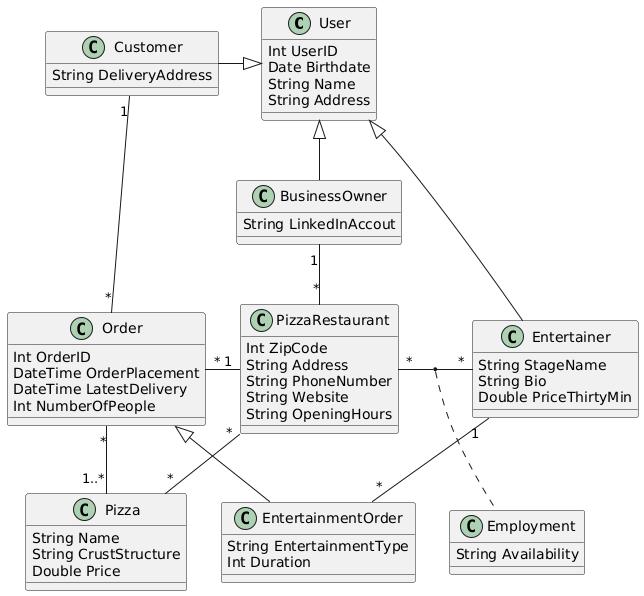 C Customer
String DeliveryAddress
C User
Int UserID
Date Birthdate
String Name
String Address
C BusinessOwner
String LinkedInAccout
1
1
*
*
C Order
Int OrderID
DateTime OrderPlacement
DateTime LatestDelivery
Int NumberOfPeople
* 1
C PizzaRestaurant
Int ZipCode
String Address
String PhoneNumber
String Website
String OpeningHours
* *
C Entertainer
String StageName
String Bio
Double PriceThirtyMin
*
1..*
*
*
1
*
C Pizza
String Name
String CrustStructure
Double Price
C EntertainmentOrder
String EntertainmentType
Int Duration
C Employment
String Availability